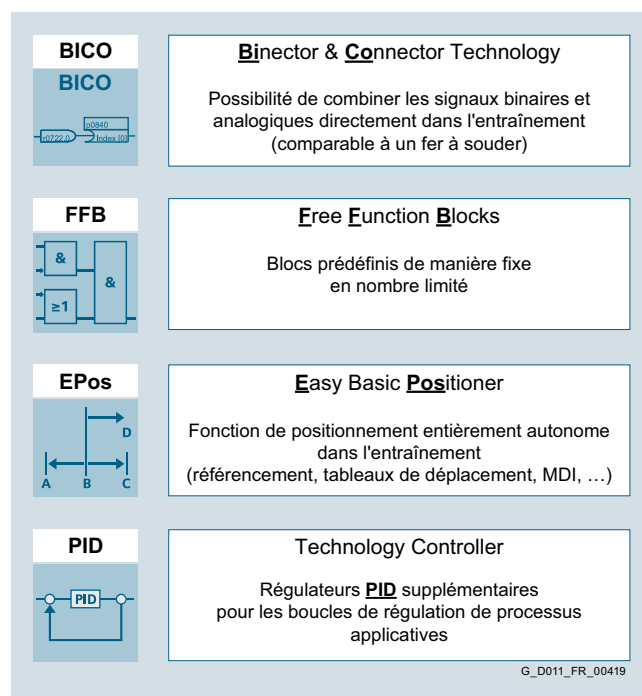 BICO
BICO
p0840
r0722.0
Index [0]
Binector & Connector Technology
Possibilité de combiner les signaux binaires et
analogiques directement dans l'entraînement
(comparable à un fer à souder)
FFB
&
&
≥1
Free Function Blocks
Blocs prédéfinis de manière fixe
en nombre limité
EPos
D
A B C
Easy Basic Positioner
Fonction de positionnement entièrement autonome
dans l'entraînement
(référencement, tableaux de déplacement, MDI, …)
PID
PID
Technology Controller
Régulateurs PID supplémentaires
pour les boucles de régulation de processus
applicatives
G_D011_FR_00419